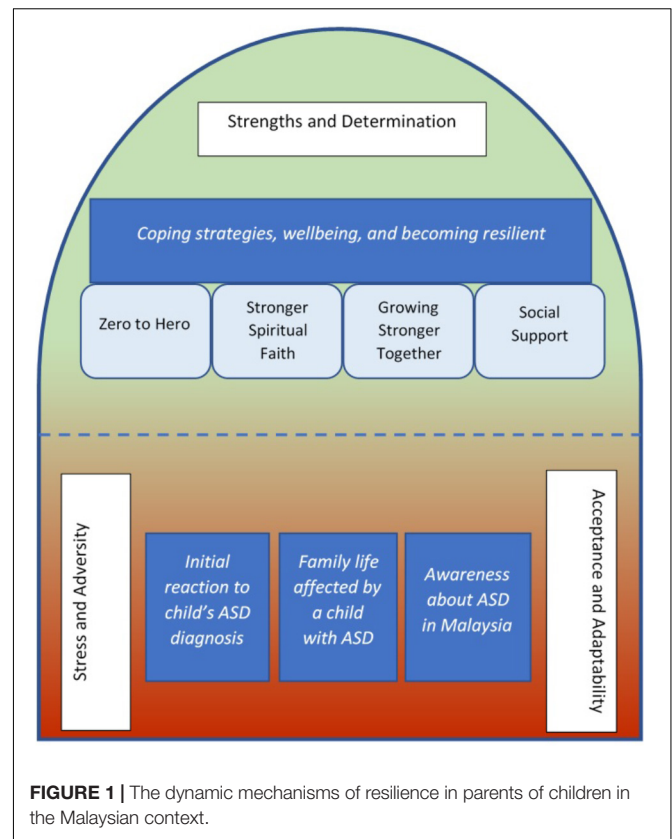 Strengths and Determination
Coping strategies, wellbeing, and becoming resilient
Zero to Hero
Stronger
Spiritual
Faith
Growing
Stronger
Together
Social
Support
Stress and Adversity
Initial
reaction to
child’s ASD
diagnosis
Family life
affected by
a child
with ASD
Awareness
about ASD
in Malaysia
Acceptance and Adaptability
FIGURE 1 | The dynamic mechanisms of resilience in parents of children in
the Malaysian context.